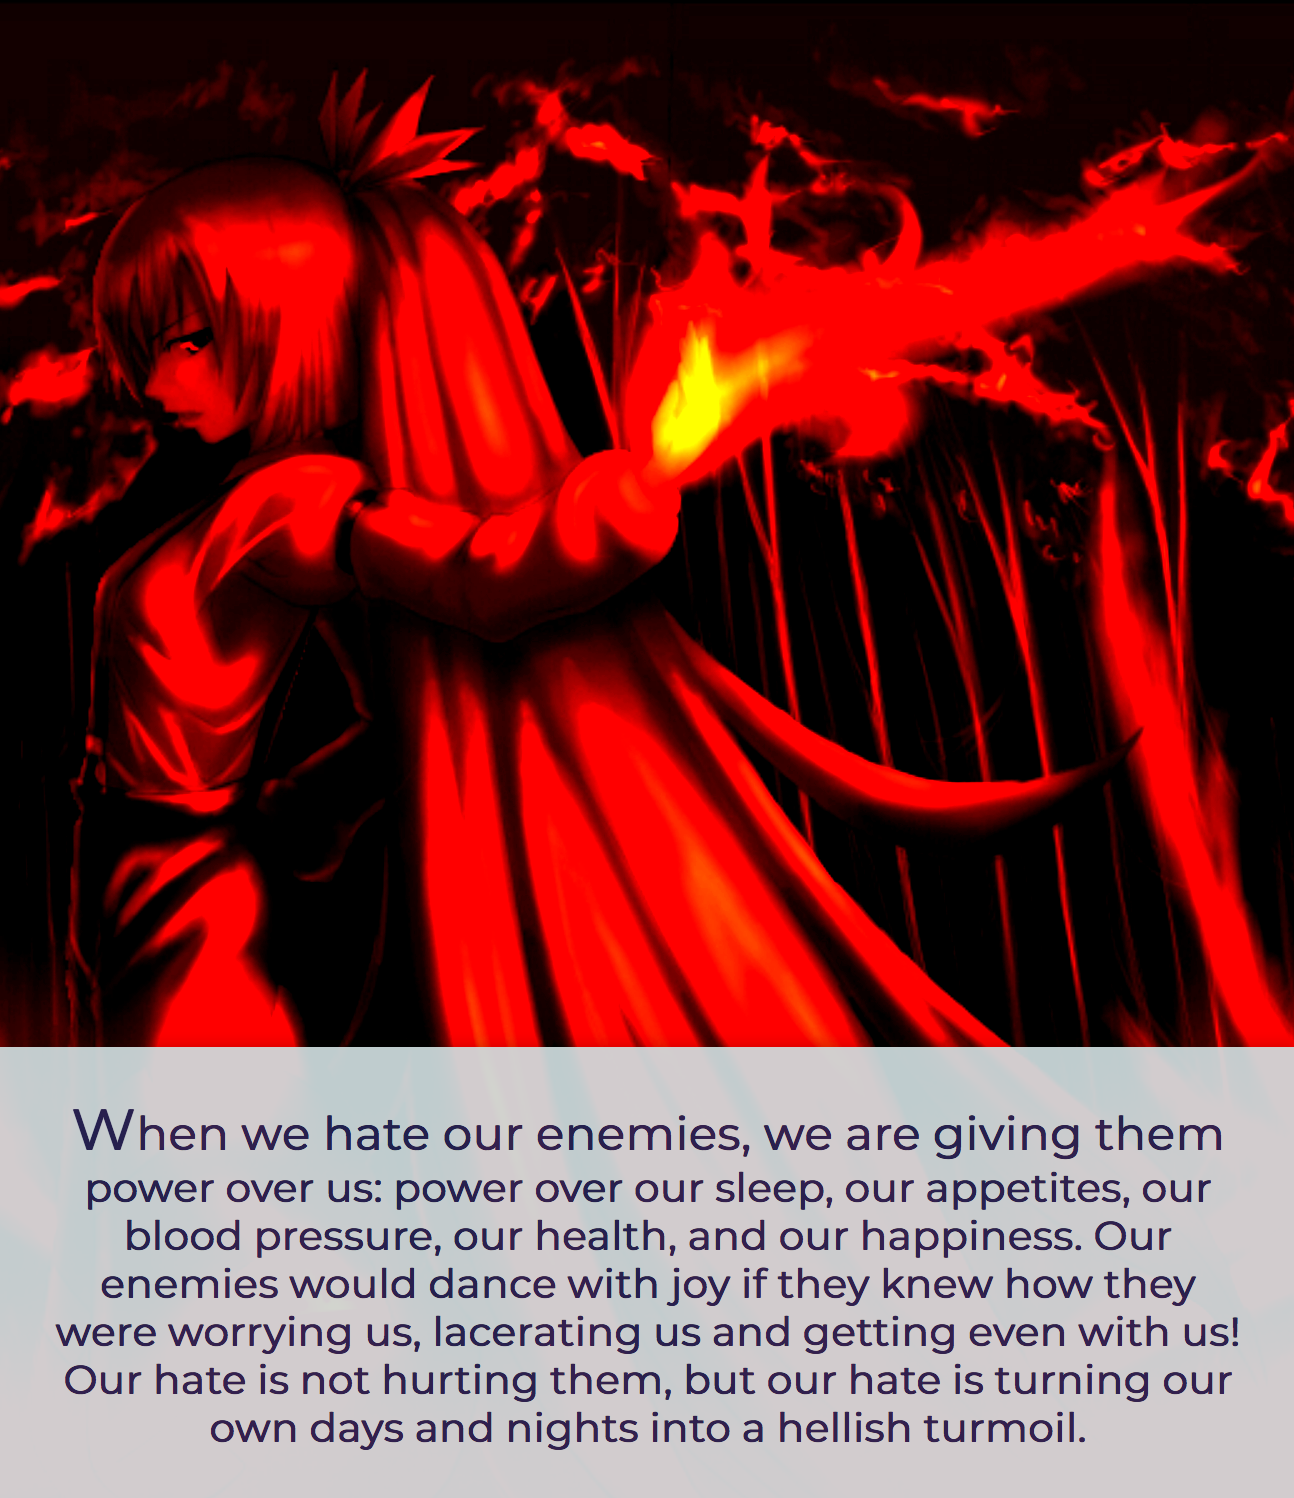 When we hate our enemies, we are giving them
power over us: power over our sleep, our appetites, our
blood pressure, our health, and our happiness. Our
enemies would dance with joy if they knew how they
were worrying us, lacerating us and getting even with us!
Our hate is not hurting them, but our hate is turning our
own days and nights into a hellish turmoil.